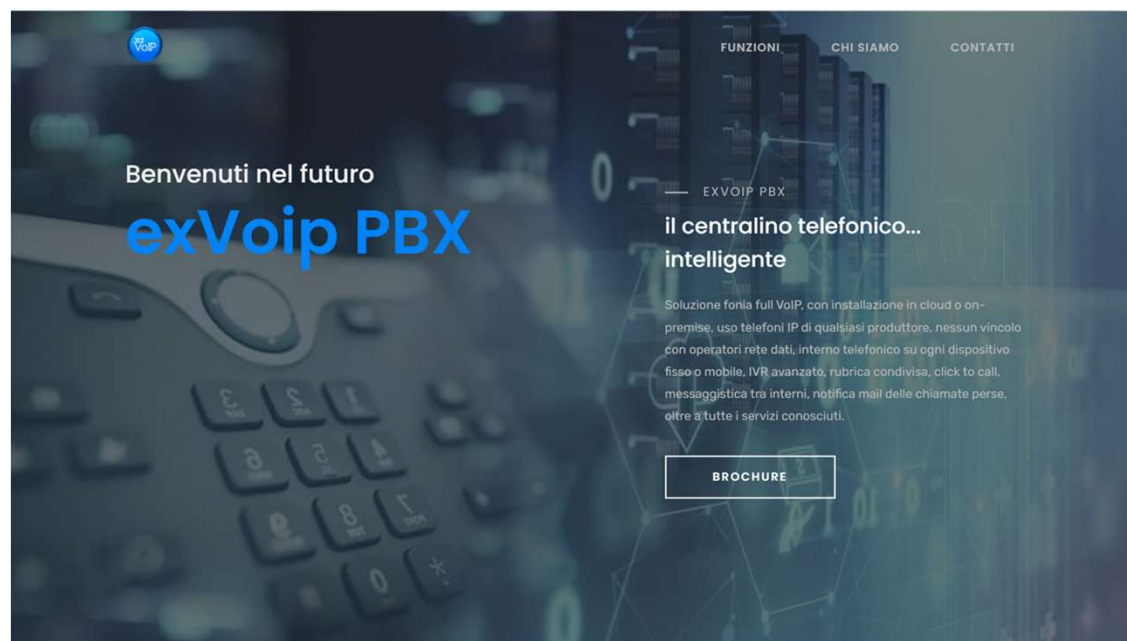 VoIP
FUNZIONI
CHI SIAMO
CONTATTI
Benvenuti nel futuro
exVoip PBX
EXVOIP PBX
il centralino telefonico...
intelligente
Soluzione fonia full VoIP, con installazione in cloud o on-
premise, uso telefoni IP di qualsiasi produttore, nessun vincolo
con operatori rete dati, interno telefonico su ogni dispositivo
fisso o mobile, IVR avanzato, rubrica condivisa, click to call,
messaggistica tra interni, notifica mail delle chiamate perse,
oltre a tutte i servizi conosciuti.
BROCHURE